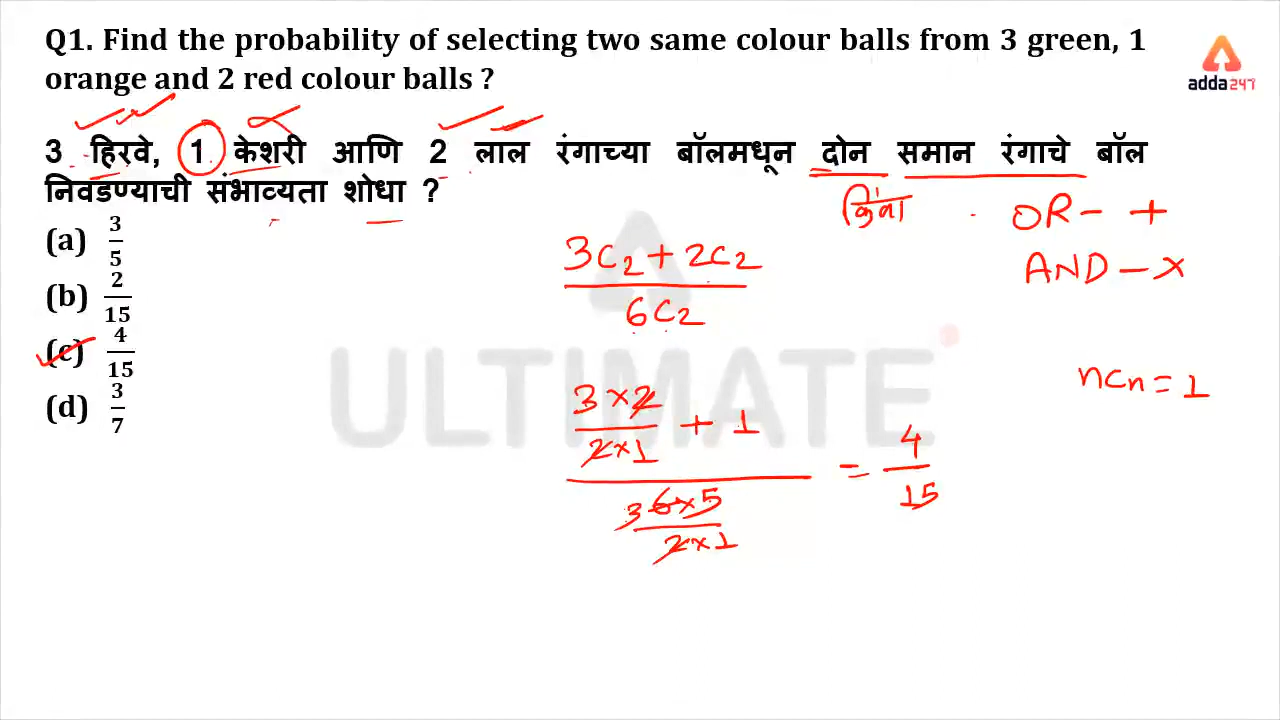 Q1. Find the probability of selecting two same colour balls from 3 green, 1
orange and 2 red colour balls ?
adda247
3 हिरवे, 1 केशरी आणि 2 लाल रंगाच्या बॉलमधून दोन समान रंगाचे बॉल
निवडण्याची संभाव्यता शोधा ?
किंवा
OR - +
AND - ×
(a) 3/5
(b) 2/15
(c) 4/15
(d) 3/7
3C2 + 2C2
6C2
nCn = 1
3 × 2
2 × 1
+ 1
3 6 × 5
2 × 1
= 4/15
ULTIMATE